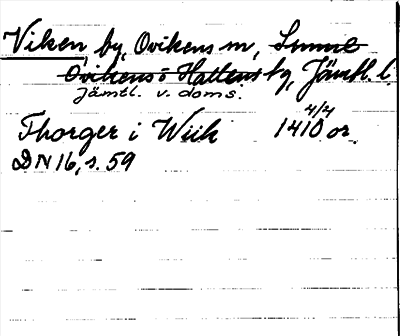 Viken, by, Ovikens sn, Sunne
Ovikens o Hallens tg, Jämtl. l.
Jämtl. v. doms.
Thorger i Wiik 1410 4/4 or.
DN 16, s. 59